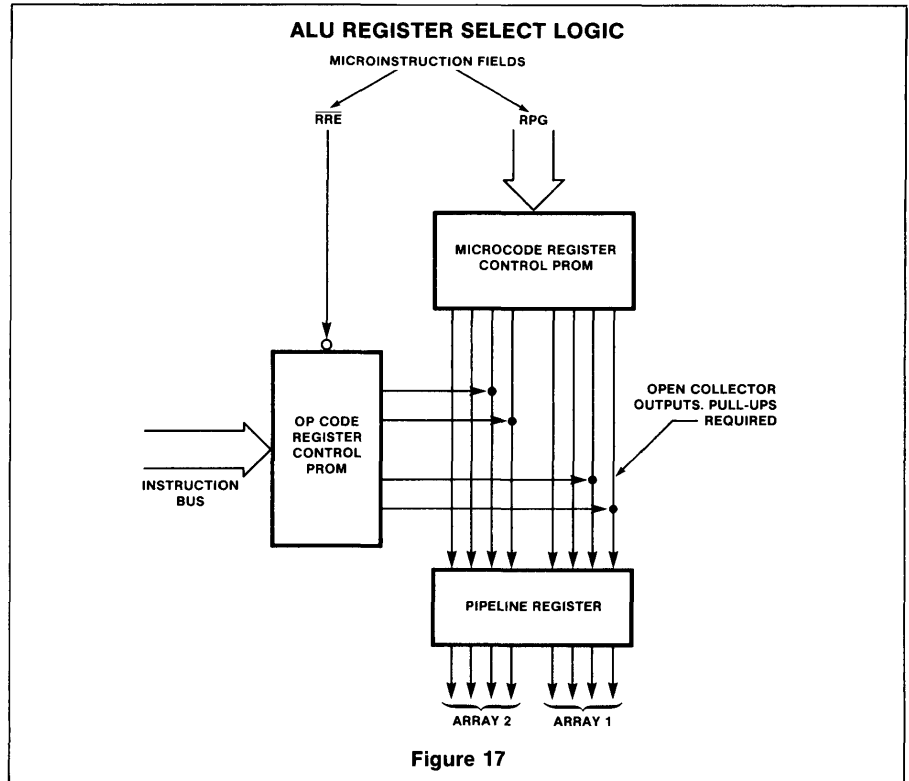 ALU REGISTER SELECT LOGIC
MICROINSTRUCTION FIELDS
RRE
RPG
MICROCODE REGISTER
CONTROL PROM
OPEN COLLECTOR
OUTPUTS. PULL-UPS
REQUIRED
OP CODE
REGISTER
CONTROL
PROM
INSTRUCTION
BUS
PIPELINE REGISTER
ARRAY 2
ARRAY 1
Figure 17